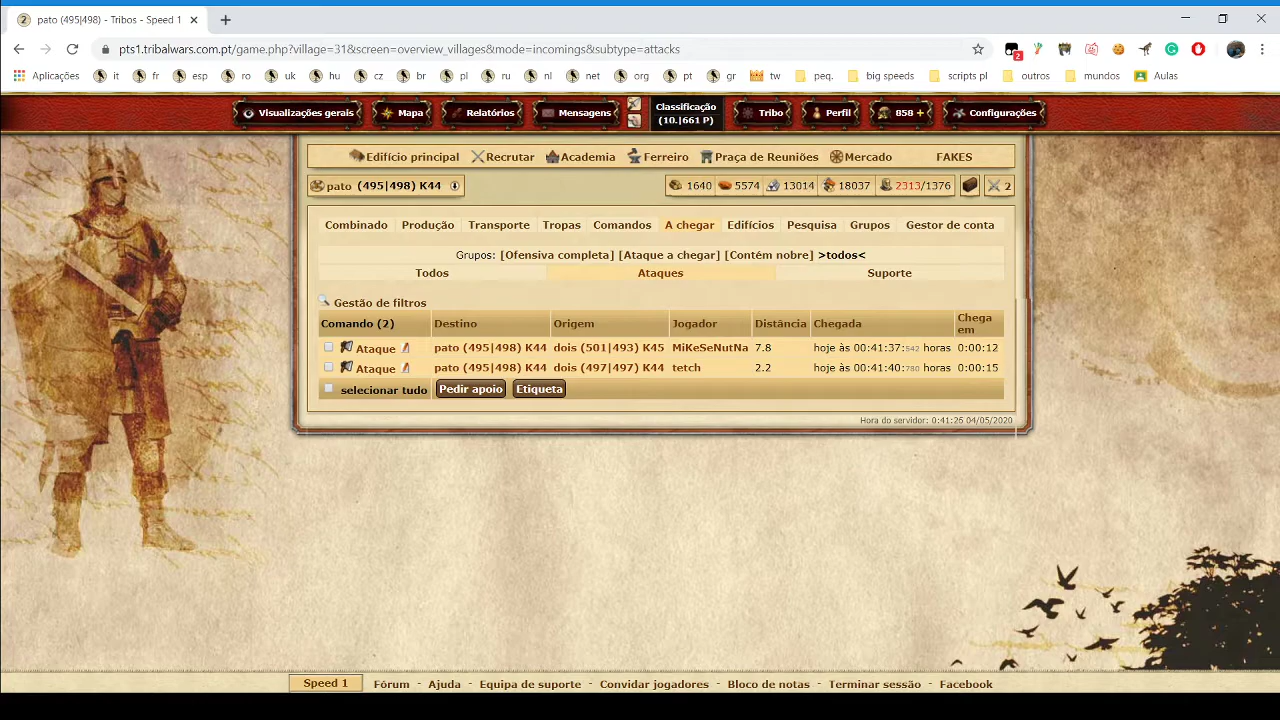 2 pato (495|498) - Tribos - Speed 1
pts1.tribalwars.com.pt/game.php?village=31&screen=overview_villages&mode=incomings&subtype=attacks
2
Aplicações it fr esp ro uk hu cz br pl ru nl net org pt gr tw peq. big speeds scripts pl outros mundos Aulas
Visualizações gerais Mapa Relatórios Mensagens Classificação Tribo Perfil 858 + Configurações
(10.|661 P)
Edifício principal Recrutar Academia Ferreiro Praça de Reuniões Mercado FAKES
pato (495|498) K44 1640 5574 13014 18037 2313/1376 2
Combinado Produção Transporte Tropas Comandos A chegar Edifícios Pesquisa Grupos Gestor de conta
Grupos: [Ofensiva completa] [Ataque a chegar] [Contém nobre] >todos<
Todos Ataques Suporte
Gestão de filtros
Comando (2) Destino Origem Jogador Distância Chegada Chega em
Ataque pato (495|498) K44 dois (501|493) K45 MiKeSeNutNa 7.8 hoje às 00:41:37:542 horas 0:00:12
Ataque pato (495|498) K44 dois (497|497) K44 tetch 2.2 hoje às 00:41:40:780 horas 0:00:15
selecionar tudo Pedir apoio Etiqueta
Hora do servidor: 0:41:26 04/05/2020
Speed 1 Fórum - Ajuda - Equipa de suporte - Convidar jogadores - Bloco de notas - Terminar sessão - Facebook